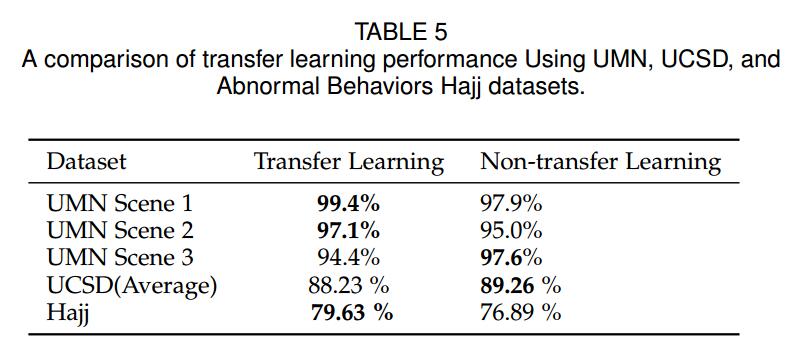 TABLE 5
A comparison of transfer learning performance Using UMN, UCSD, and
Abnormal Behaviors Hajj datasets.
Dataset Transfer Learning Non-transfer Learning
UMN Scene 1 99.4% 97.9%
UMN Scene 2 97.1% 95.0%
UMN Scene 3 94.4% 97.6%
UCSD(Average) 88.23 % 89.26 %
Hajj 79.63 % 76.89 %